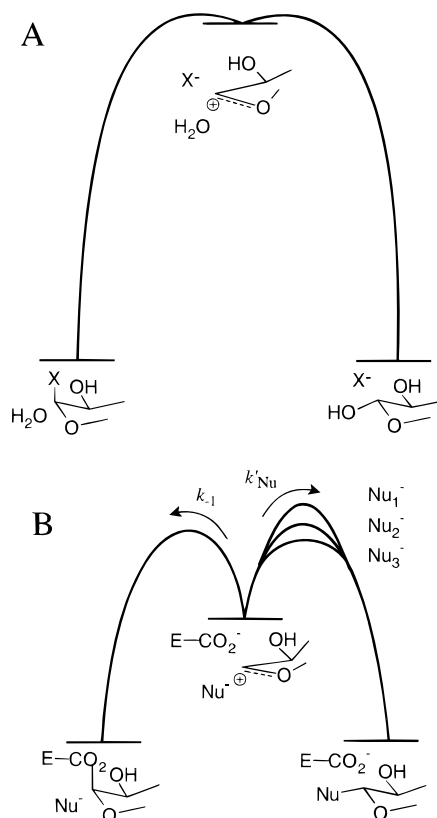 A
HO
X-
⊕
O
H2O
X
OH
H2O
O
X-
OH
HO
O
k-1
k'Nu
Nu1-
Nu2-
Nu3-
B
E—CO2-
OH
Nu-
⊕
O
E—CO2
OH
Nu-
O
E—CO2-
OH
Nu
O